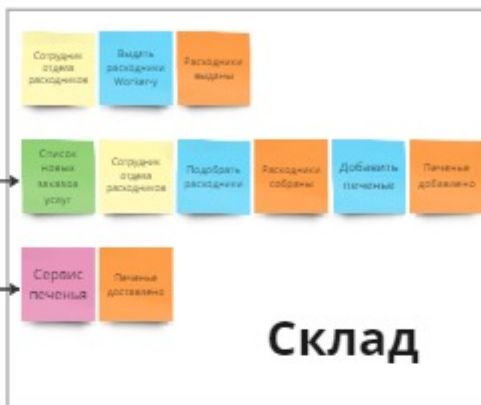 Сотрудник
отдела
расходников
Выдать
расходники
Worker-у
Расходники
выданы
Список
новых
заказов
услуг
Сотрудник
отдела
расходников
Подобрать
расходники
Расходники
собраны
Добавить
печенье
Печенье
добавлено
Сервис
печенья
Печенье
доставлено
Склад